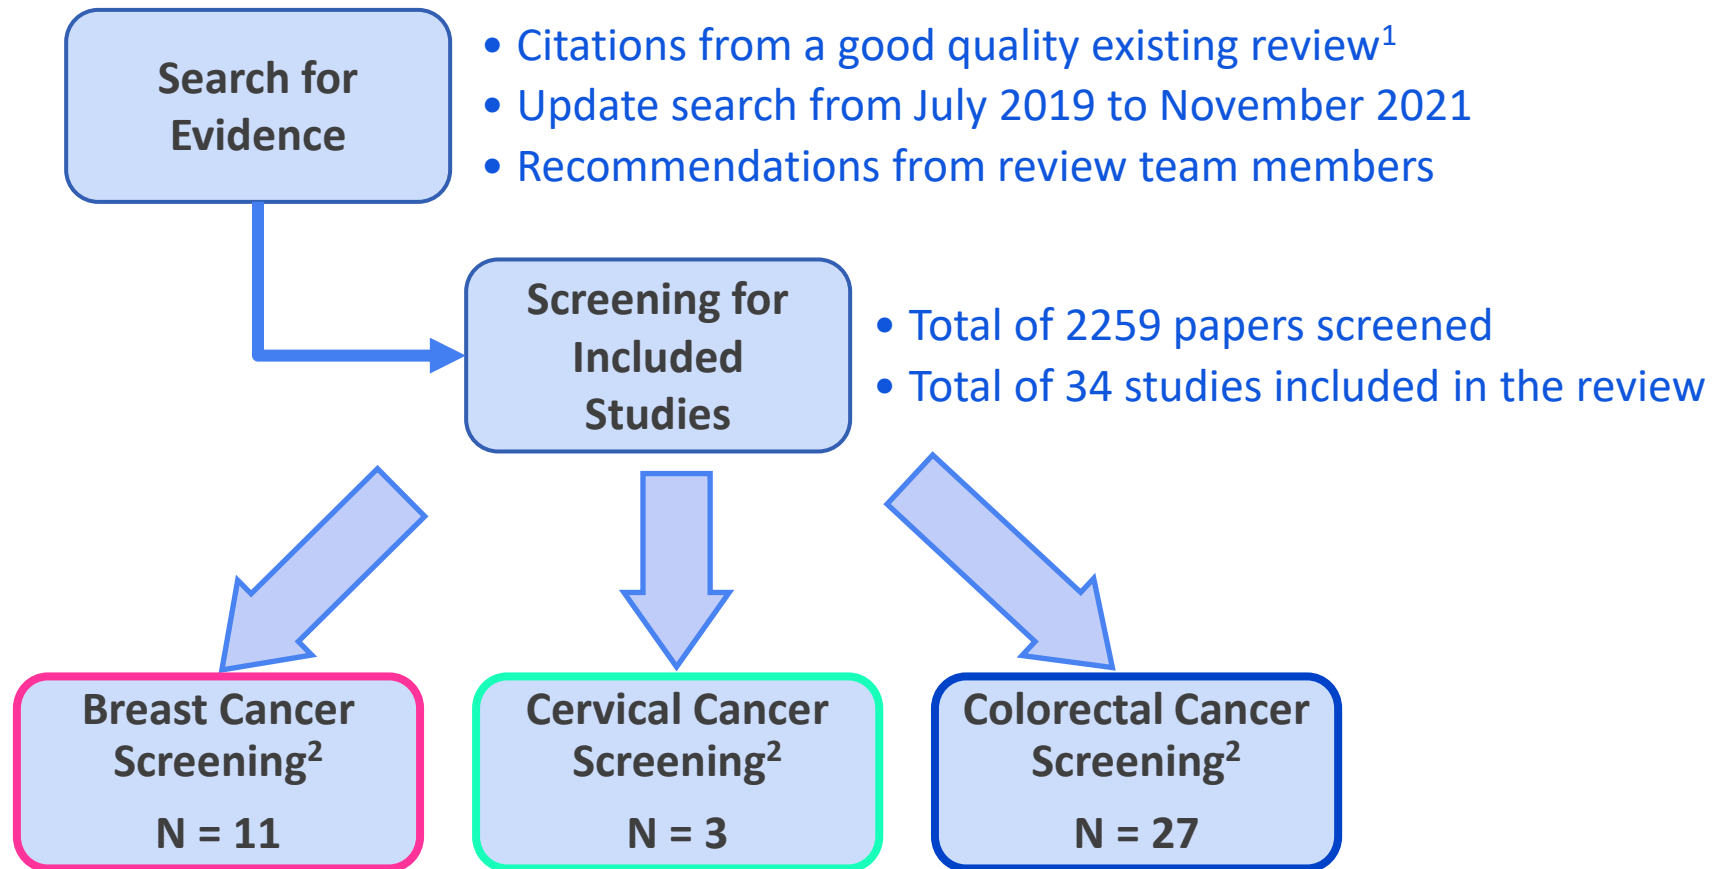 Search for
Evidence
• Citations from a good quality existing review¹
• Update search from July 2019 to November 2021
• Recommendations from review team members
Screening for
Included
Studies
• Total of 2259 papers screened
• Total of 34 studies included in the review
Breast Cancer
Screening²
N = 11
Cervical Cancer
Screening²
N = 3
Colorectal Cancer
Screening²
N = 27